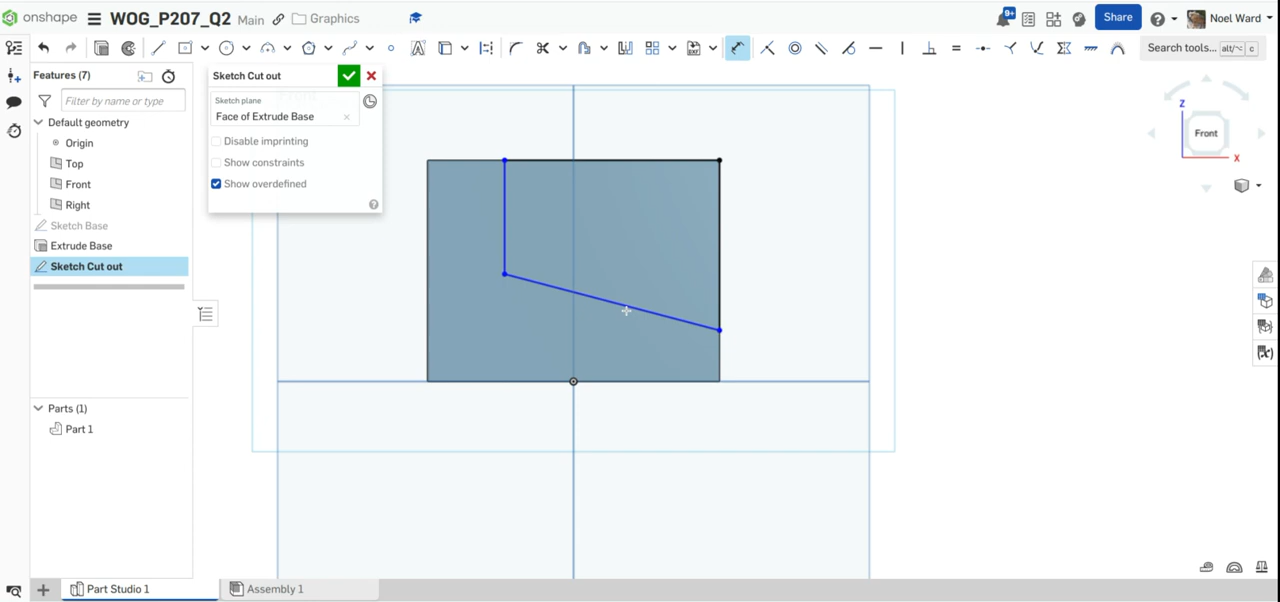 onshape WOG_P207_Q2 Main Graphics 9+ Share Noel Ward
Search tools... alt/⌥ c
Features (7)
Filter by name or type
Default geometry
Origin
Top
Front
Right
Sketch Base
Extrude Base
Sketch Cut out
Parts (1)
Part 1
Sketch Cut out
Sketch plane
Face of Extrude Base
Disable imprinting
Show constraints
Show overdefined
Z
Front
X
Part Studio 1 Assembly 1